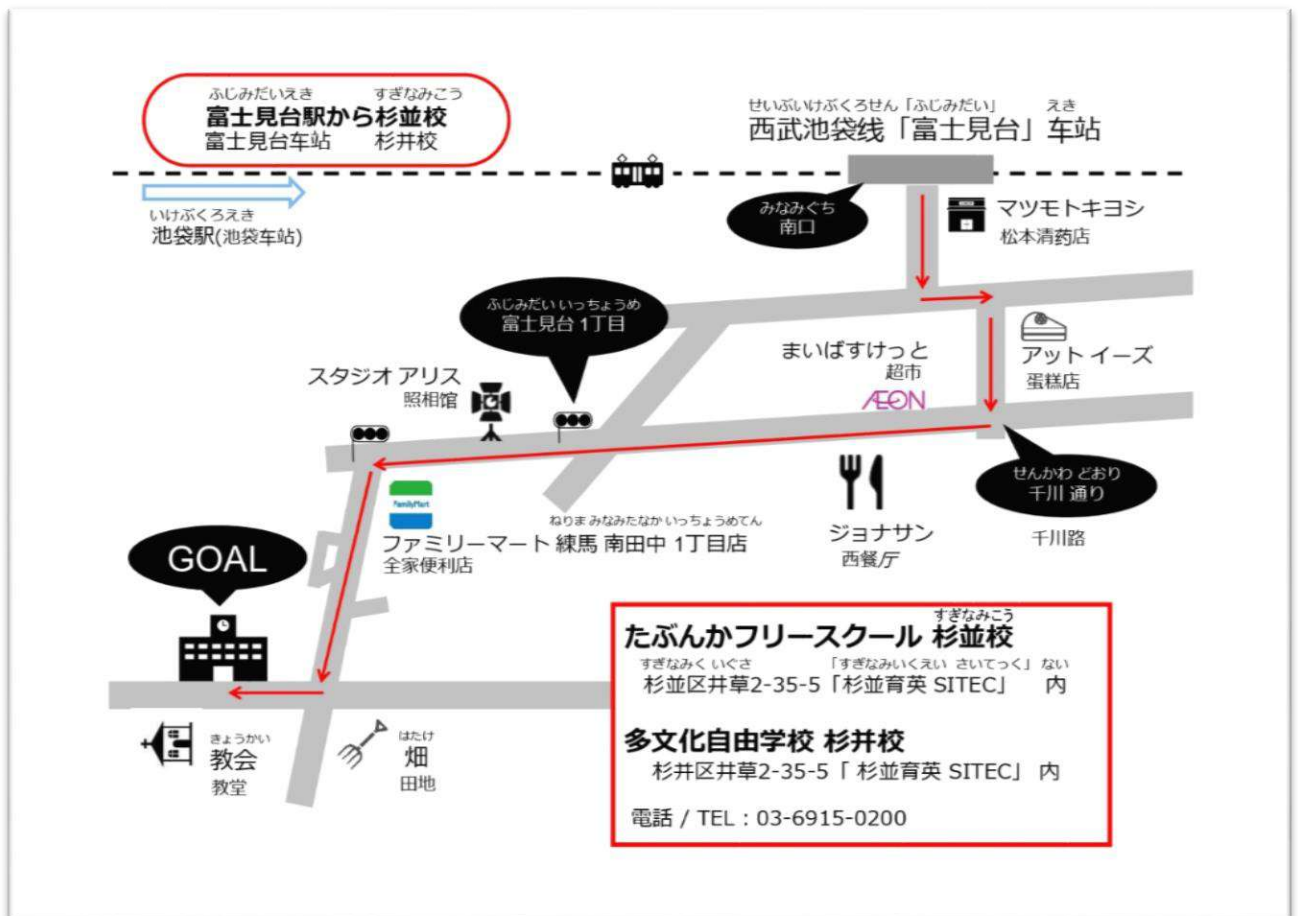 ふじみだいえき すぎなみこう
富士見台駅から杉並校
富士見台车站 杉井校
せいぶいけぶくろせん「ふじみだい」 えき
西武池袋线「富士見台」车站
いけぶくろえき
池袋駅(池袋车站)
みなみぐち
南口
マツモトキヨシ
松本清药店
ふじみだい いっちょうめ
富士見台 1丁目
まいばすけっと
超市
ÆON
アット イーズ
蛋糕店
スタジオ アリス
照相馆
せんかわ どおり
千川 通り
千川路
FamilyMart
ねりま みなみたなか いっちょうめてん
ファミリーマート 練馬 南田中 1丁目店
全家便利店
ジョナサン
西餐厅
GOAL
きょうかい
教会
教堂
はたけ
畑
田地
すぎなみこう
たぶんかフリースクール 杉並校
すぎなみく いぐさ 「すぎなみいくえい さいてっく」 ない
杉並区井草2-35-5「杉並育英 SITEC」 内
多文化自由学校 杉井校
杉井区井草2-35-5「 杉並育英 SITEC」 内
電話 / TEL : 03-6915-0200